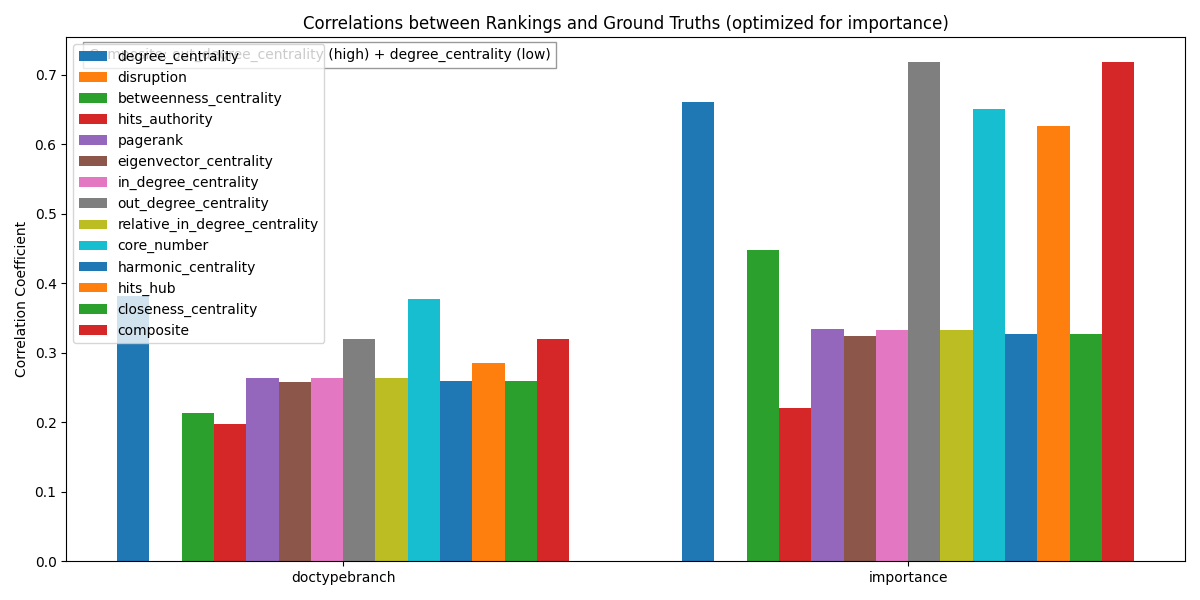 Correlations between Rankings and Ground Truths (optimized for importance)
Composite: out_degree_centrality (high) + degree_centrality (low)
degree_centrality
disruption
betweenness_centrality
hits_authority
pagerank
eigenvector_centrality
in_degree_centrality
out_degree_centrality
relative_in_degree_centrality
core_number
harmonic_centrality
hits_hub
closeness_centrality
composite
Correlation Coefficient
0.7
0.6
0.5
0.4
0.3
0.2
0.1
0.0
doctypebranch
importance